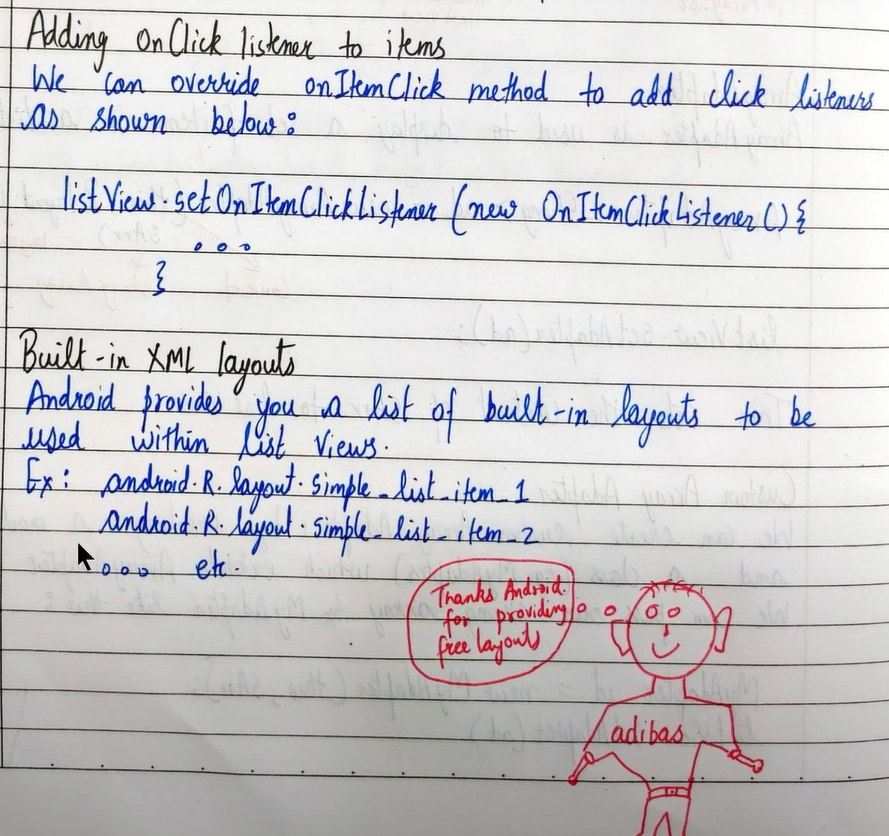 Adding OnClick listener to items
We can override onItemClick method to add click listeners
as shown below:
listView.setOnItemClickListener (new OnItemClickListener(){
...
}
Built-in XML layouts
Android provides you a list of built-in layouts to be
used within list views.
Ex: android.R.layout.simple_list_item_1
android.R.layout.simple_list_item_2
... etc.
Thanks Android.
for providing
free layouts
adibas